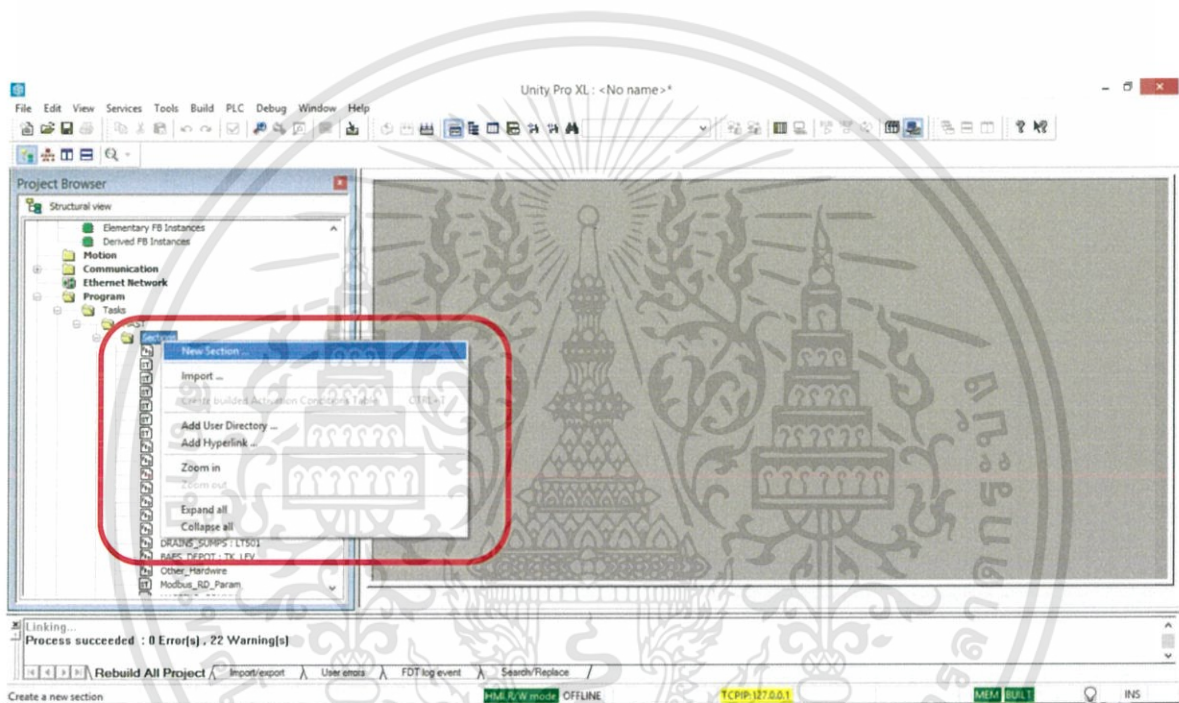 Unity Pro XL : <No name>*
File Edit View Services Tools Build PLC Debug Window Help
Project Browser
Structural view
Elementary FB Instances
Derived FB Instances
Motion
Communication
Ethernet Network
Program
Tasks
Sections
New Section ...
Import ...
Create builded Activation Conditions Table CTRL+T
Add User Directory ...
Add Hyperlink ...
Zoom in
Zoom out
Expand all
Collapse all
DRAINS_SUMPS : LT501
Other_Hardwire
Modbus_RD_Param
Linking...
Process succeeded : 0 Error(s) , 22 Warning(s)
Rebuild All Project Import/export User errors FDT log event Search/Replace
Create a new section HMI R/W mode OFFLINE TCPIP:127.0.0.1 MEM BUILT INS